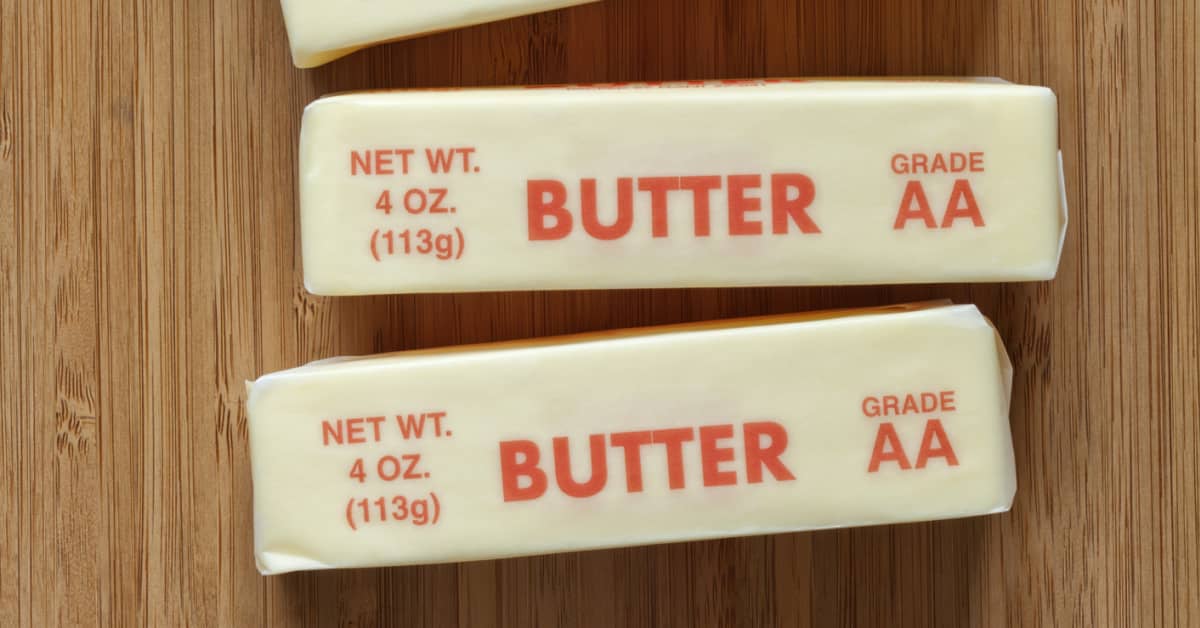 NET WT.
4 OZ.
(113g)
BUTTER
GRADE
AA
NET WT.
4 OZ.
(113g)
BUTTER
GRADE
AA